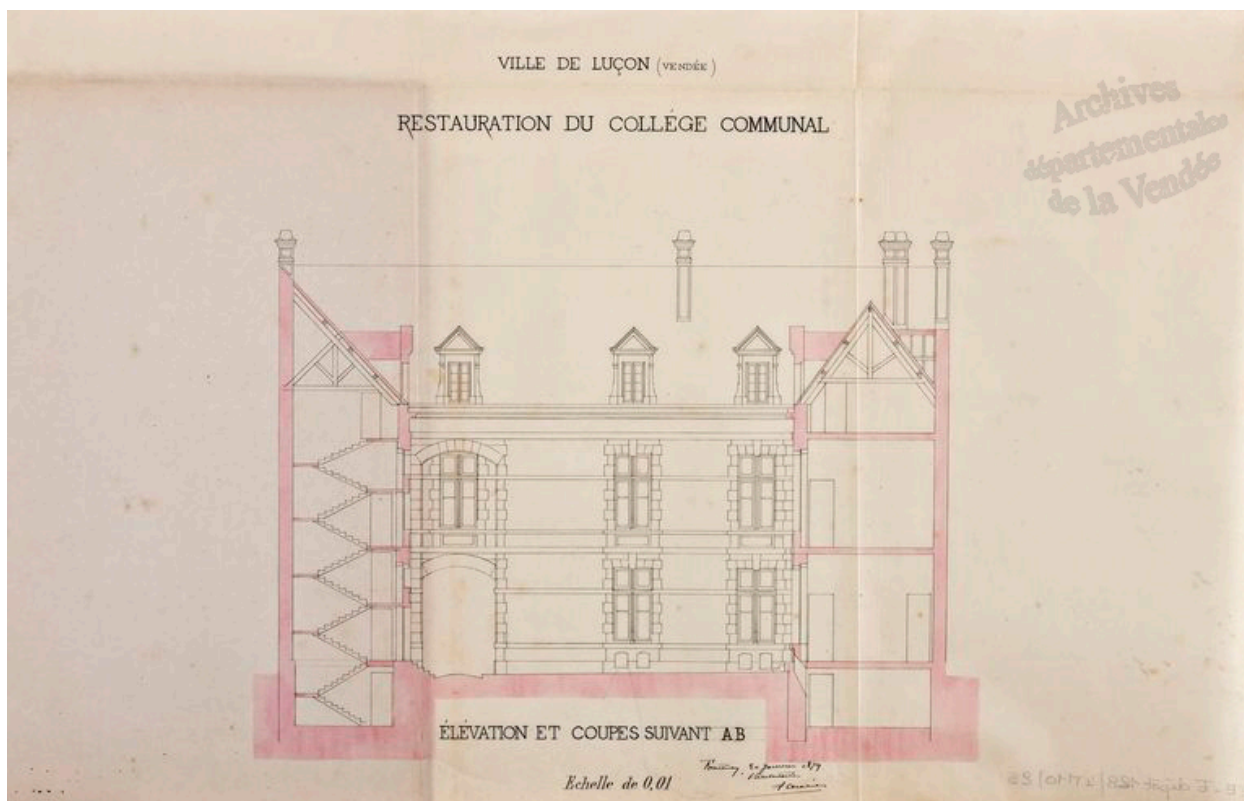 VILLE DE LUÇON (VENDÉE)
RESTAURATION DU COLLÉGE COMMUNAL
Archives
départementales
de la Vendée
ÉLÉVATION ET COUPES SUIVANT AB
Echelle de 0,01